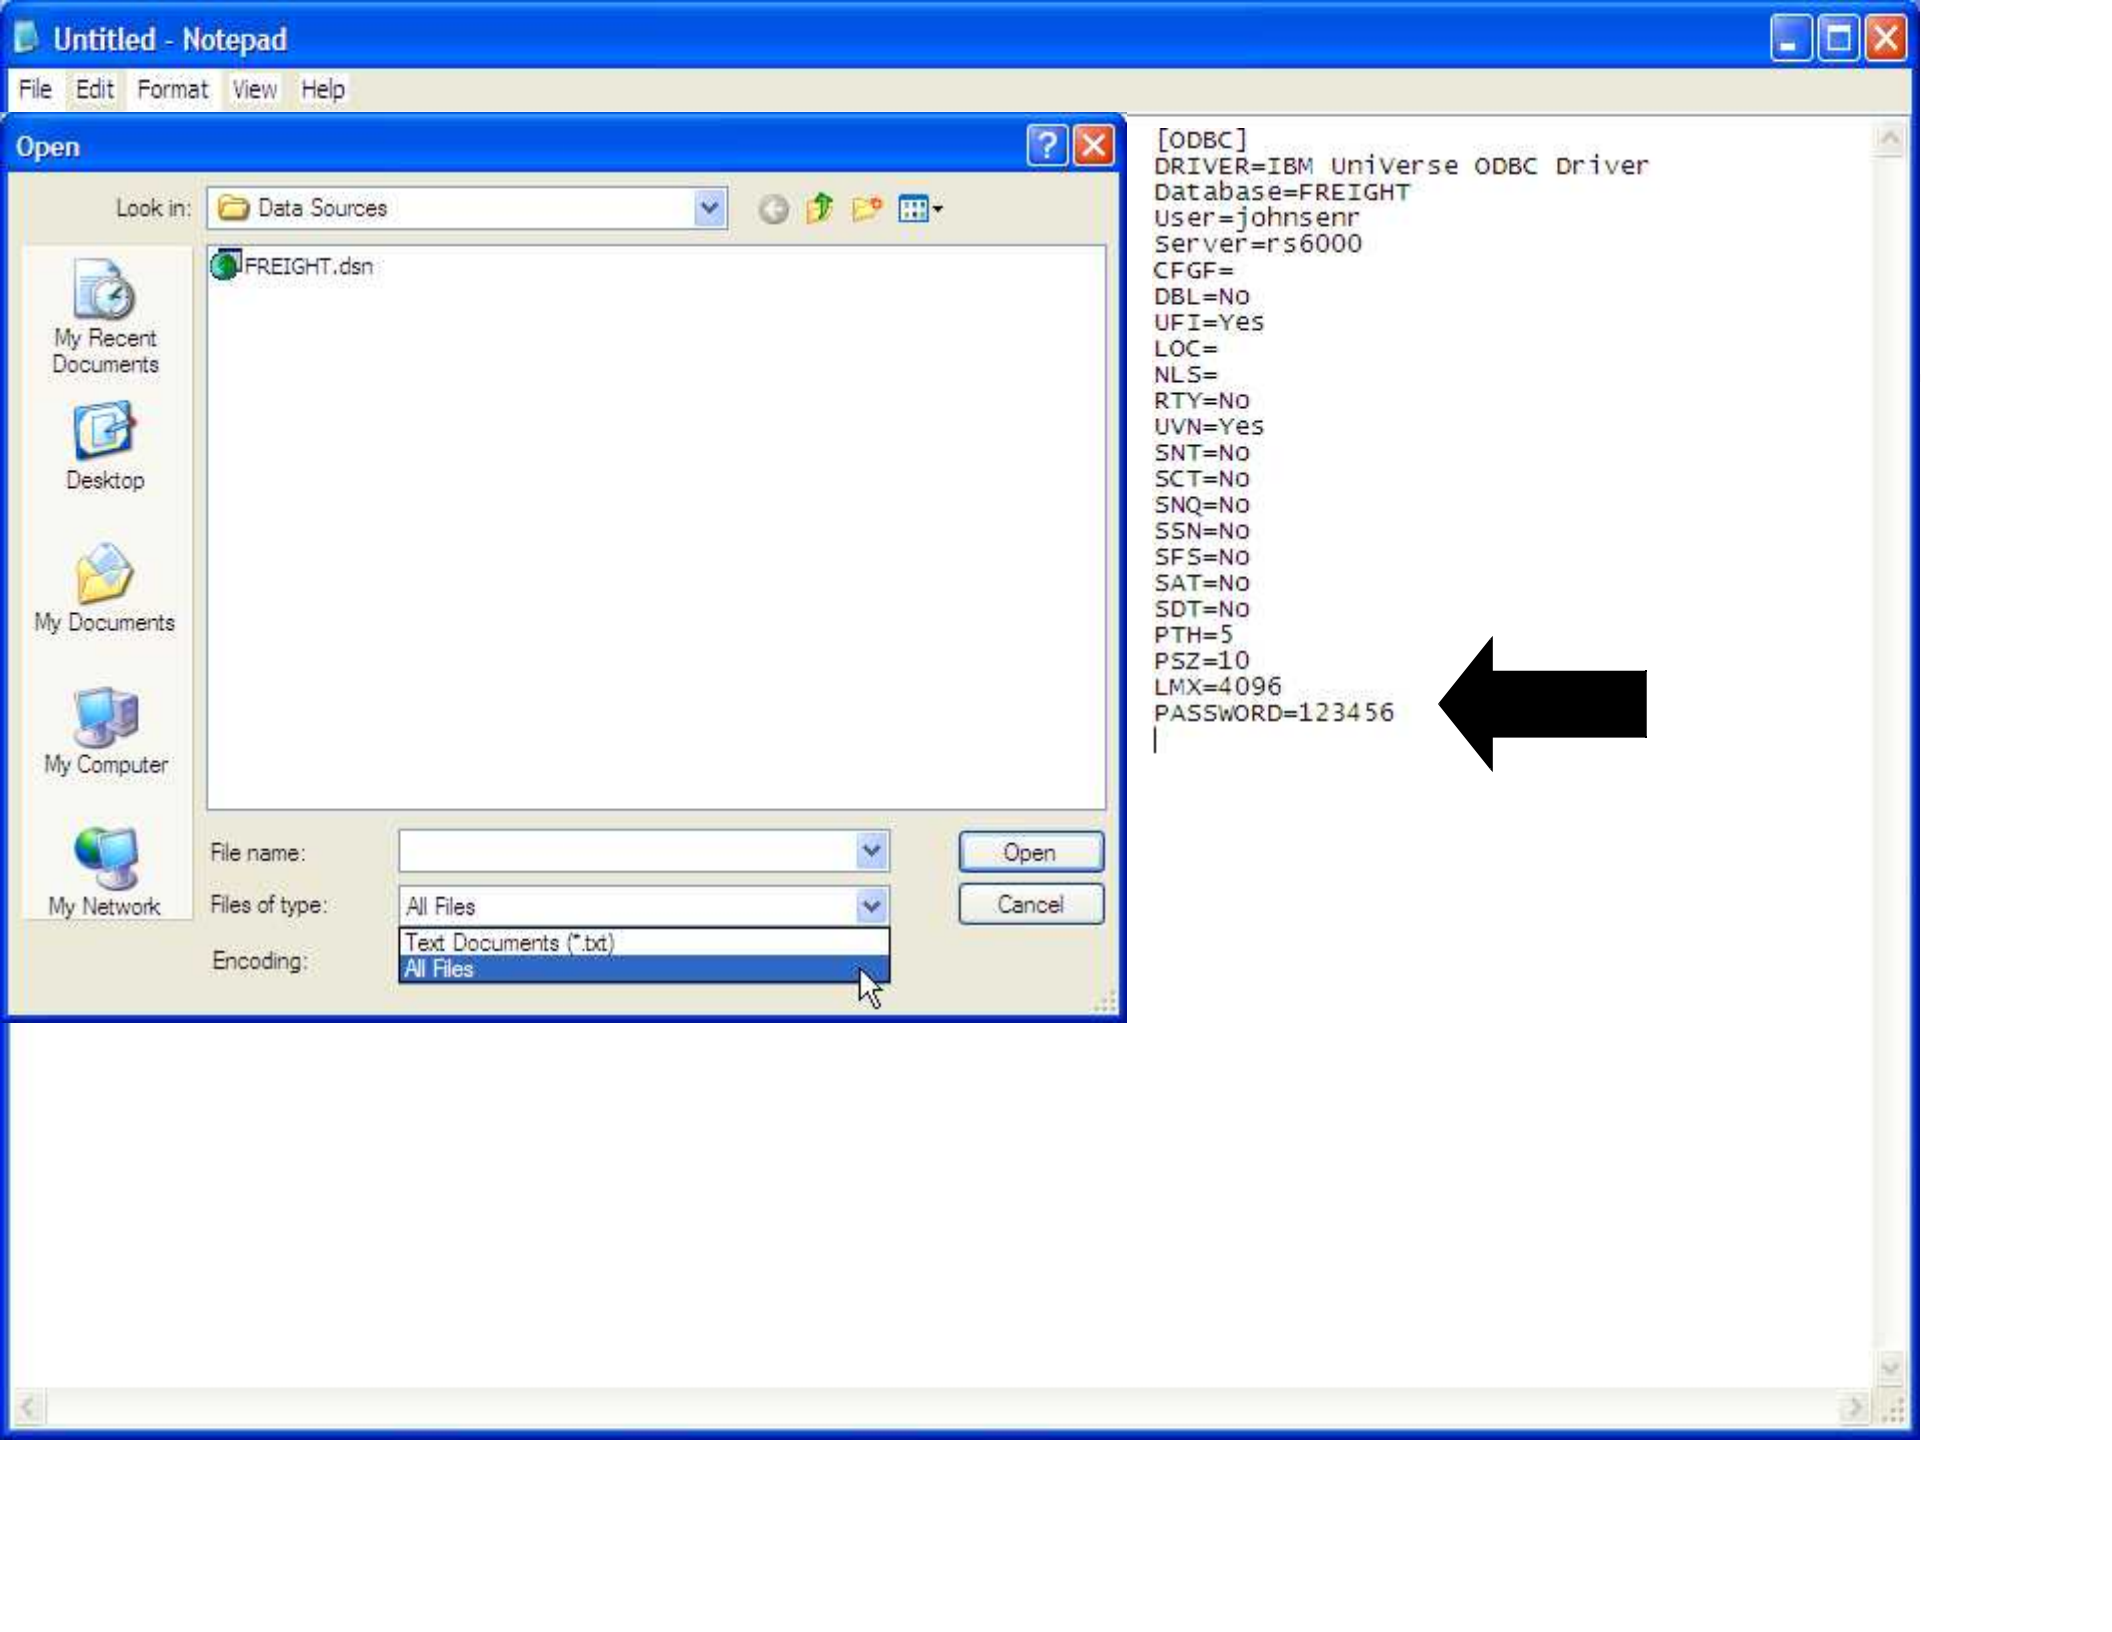 Untitled - Notepad
File Edit Format View Help
Open
Look in: Data Sources
FREIGHT.dsn
My Recent
Documents
Desktop
My Documents
My Computer
My Network
File name:
Open
Files of type: All Files
Cancel
Text Documents (*.txt)
Encoding:
All Files
[ODBC]
DRIVER=IBM UniVerse ODBC Driver
Database=FREIGHT
User=johnsenr
Server=rs6000
CFGF=
DBL=No
UFI=Yes
LOC=
NLS=
RTY=No
UVN=Yes
SNT=No
SCT=No
SNQ=No
SSN=No
SFS=No
SAT=No
SDT=No
PTH=5
PSZ=10
LMX=4096
PASSWORD=123456